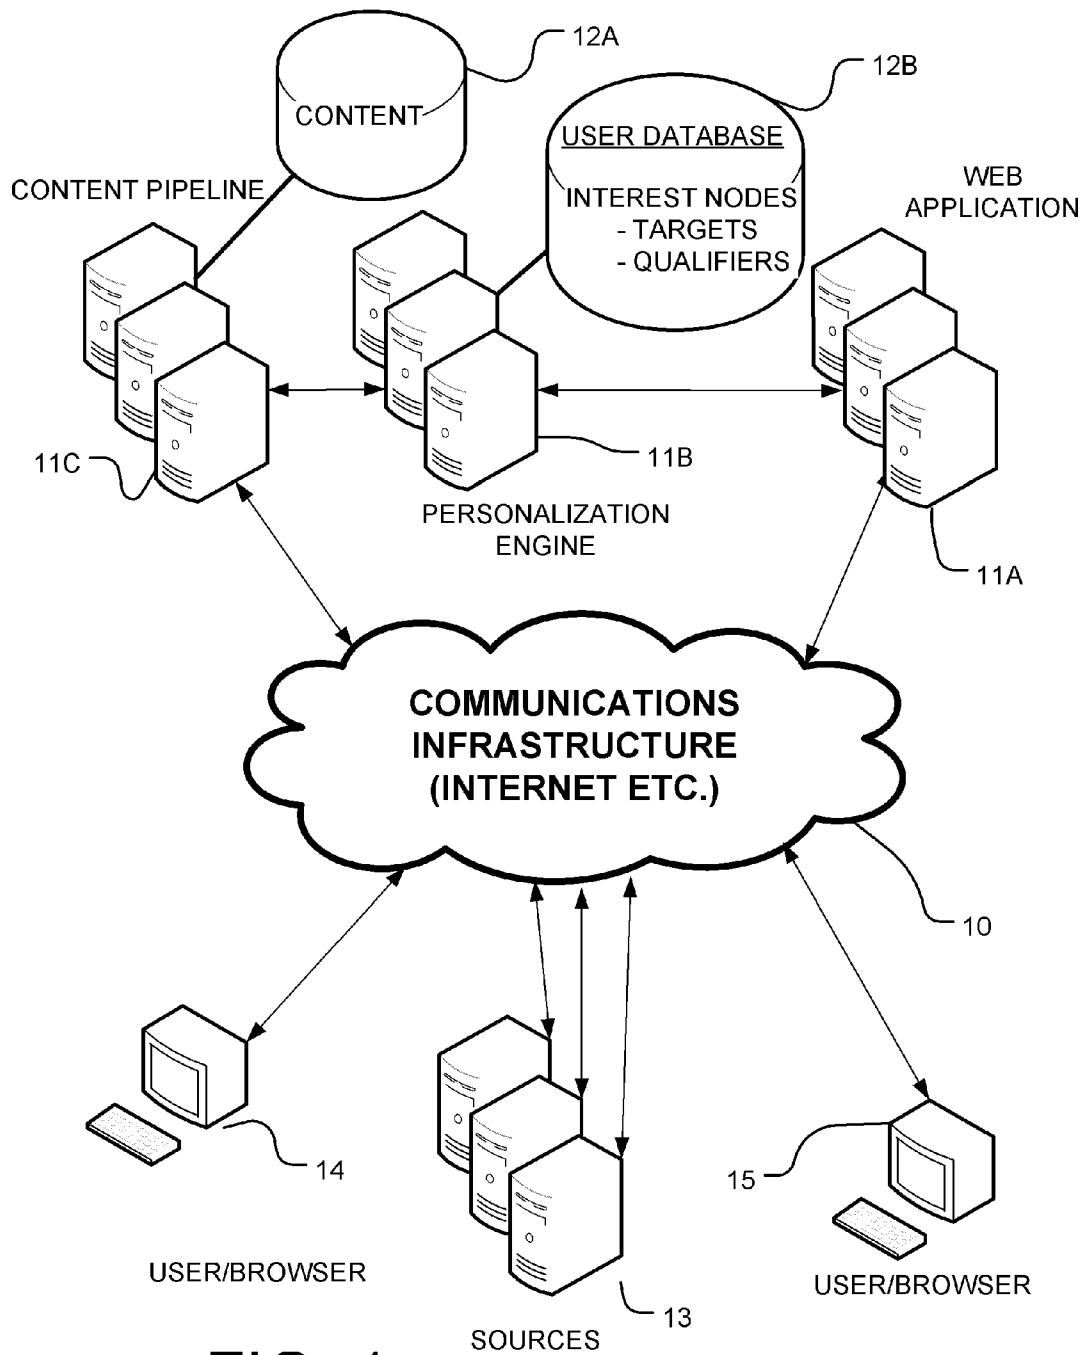 12A
12B
CONTENT
USER DATABASE
INTEREST NODES
- TARGETS
- QUALIFIERS
CONTENT PIPELINE
WEB
APPLICATION
11C
11B
PERSONALIZATION
ENGINE
11A
COMMUNICATIONS
INFRASTRUCTURE
(INTERNET ETC.)
10
14
15
USER/BROWSER
USER/BROWSER
13
SOURCES